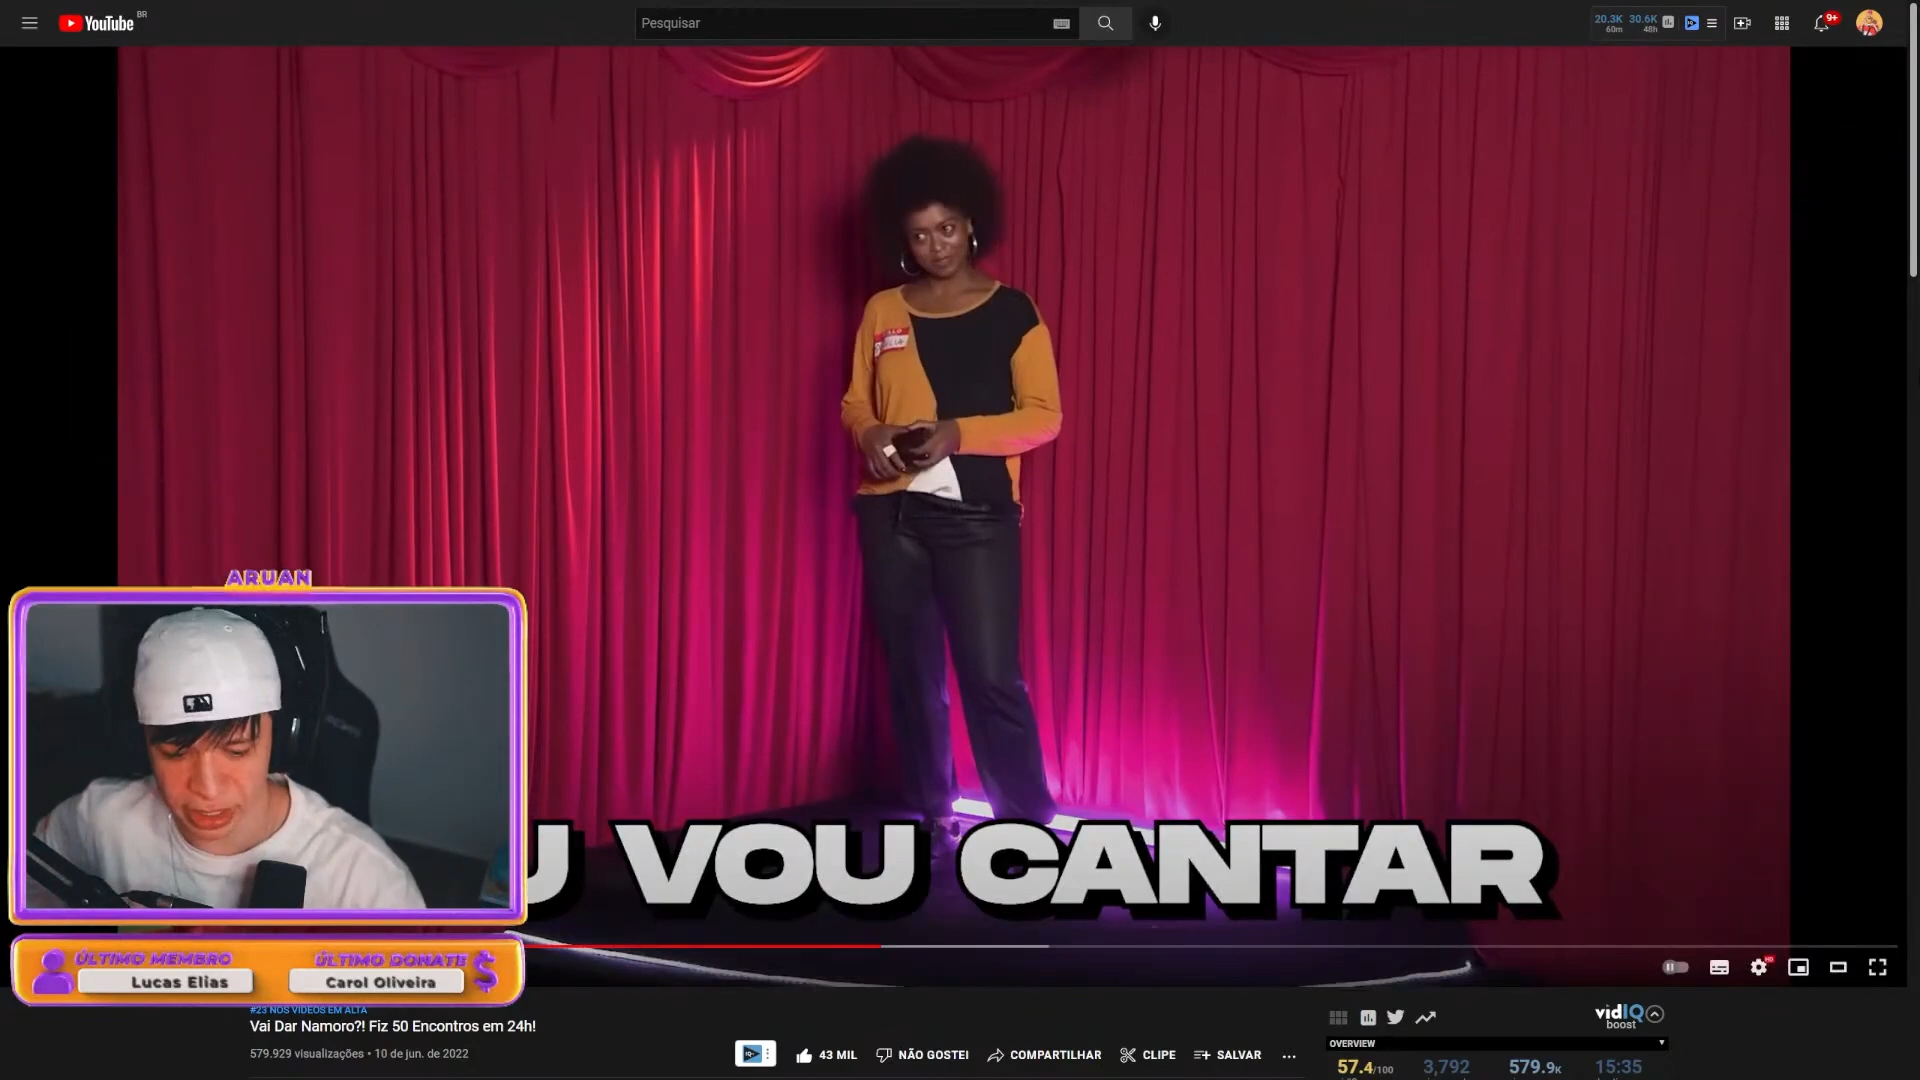 YouTube BR
Pesquisar
20.3K 60m
30.6K 48h
9+
ARUAN
U VOU CANTAR
HD
ÚLTIMO MEMBRO
Lucas Elias
ÚLTIMO DONATE
Carol Oliveira
#23 NOS VÍDEOS EM ALTA
Vai Dar Namoro?! Fiz 50 Encontros em 24h!
579.929 visualizações • 10 de jun. de 2022
43 MIL
NÃO GOSTEI
COMPARTILHAR
CLIPE
SALVAR
vidIQ
boost
OVERVIEW
57.4/100
3,792
579.9K
15:35